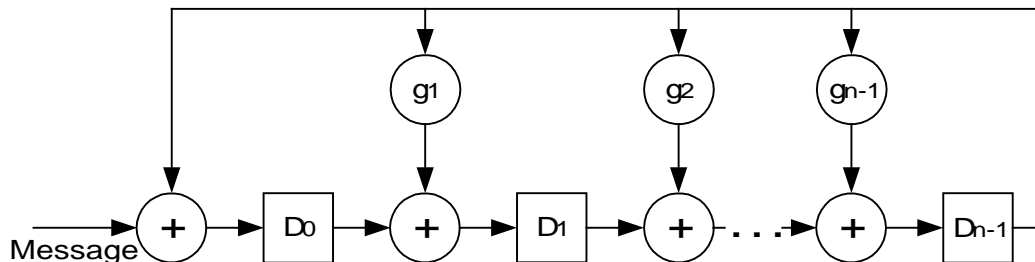 g1 g2 gn-1
+ D0 + D1 + ... + Dn-1
Message